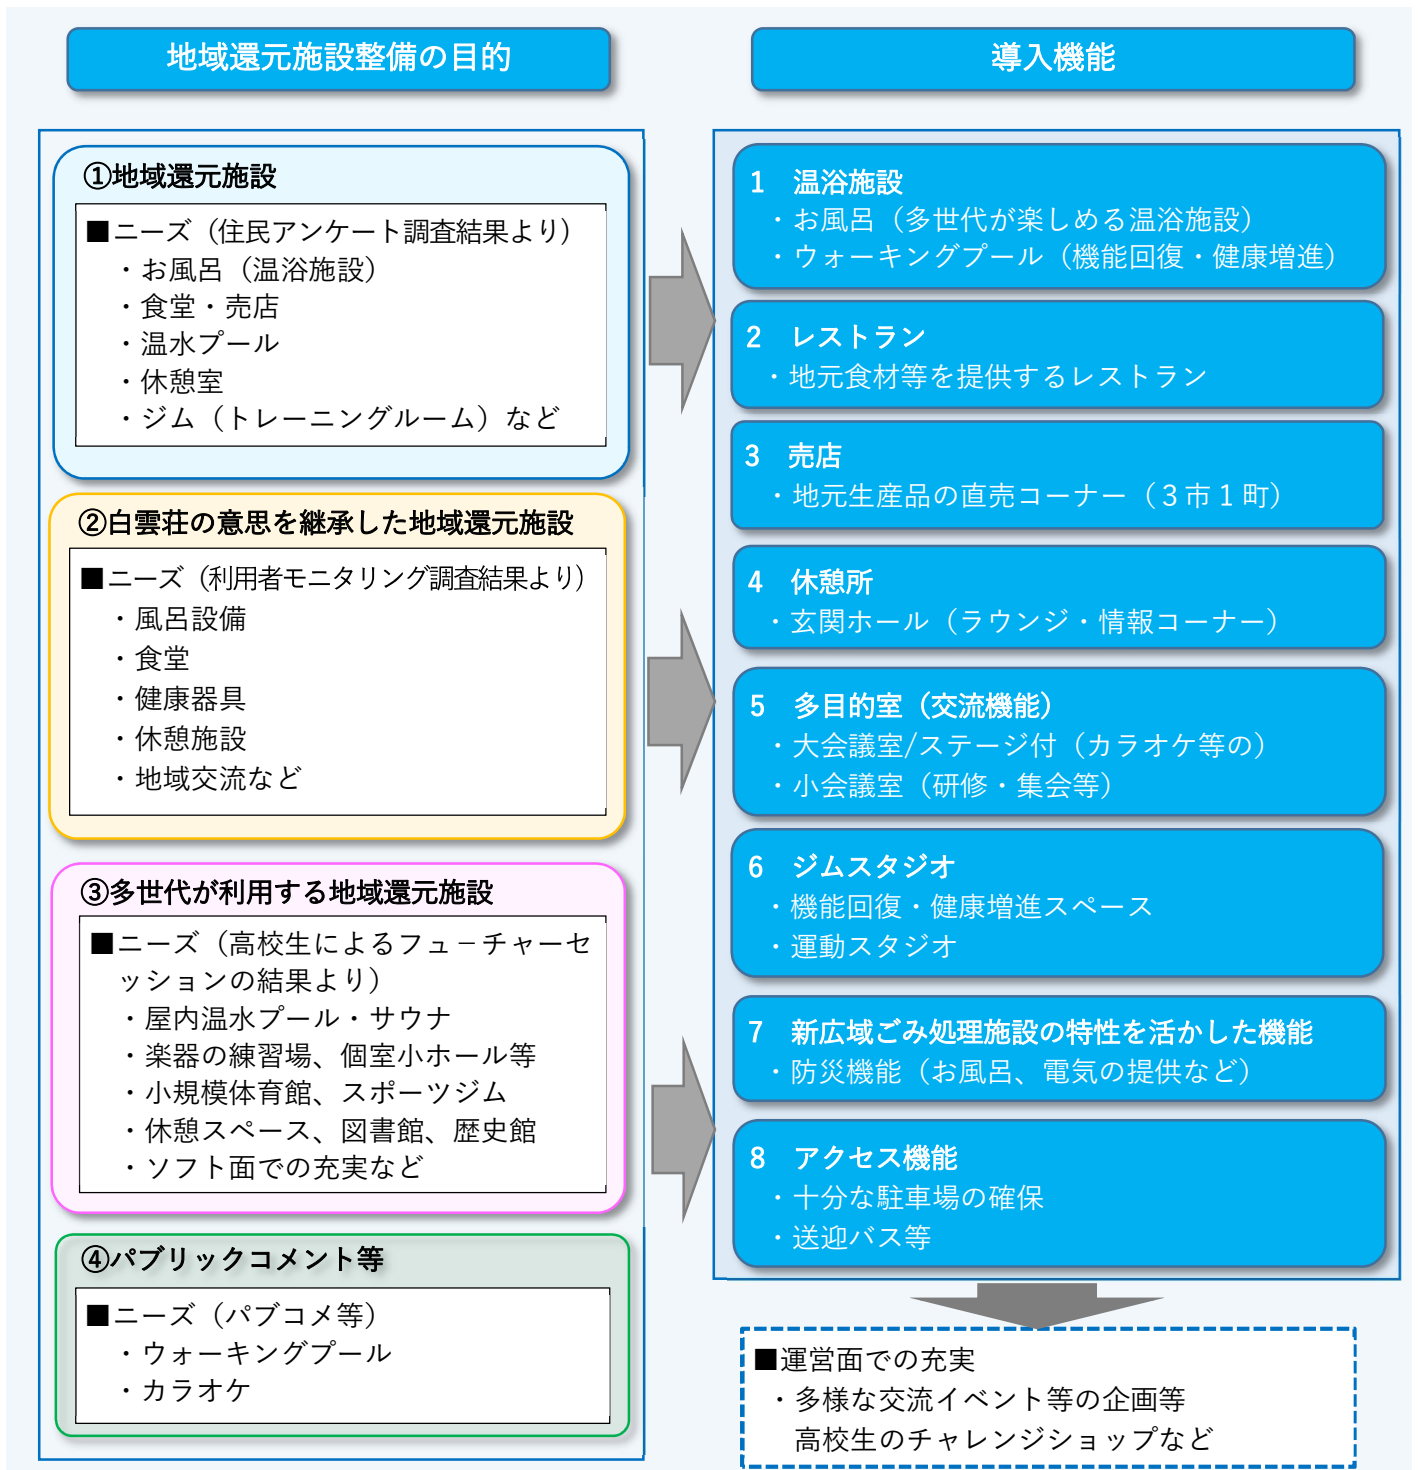 地域還元施設整備の目的
①地域還元施設
■ニーズ（住民アンケート調査結果より）
・お風呂（温浴施設）
・食堂・売店
・温水プール
・休憩室
・ジム（トレーニングルーム）など
②白雲荘の意思を継承した地域還元施設
■ニーズ（利用者モニタリング調査結果より）
・風呂設備
・食堂
・健康器具
・休憩施設
・地域交流など
③多世代が利用する地域還元施設
■ニーズ（高校生によるフュ－チャーセ
ッションの結果より）
・屋内温水プール・サウナ
・楽器の練習場、個室小ホール等
・小規模体育館、スポーツジム
・休憩スペース、図書館、歴史館
・ソフト面での充実など
④パブリックコメント等
■ニーズ（パブコメ等）
・ウォーキングプール
・カラオケ
導入機能
1　温浴施設
・お風呂（多世代が楽しめる温浴施設）
・ウォーキングプール（機能回復・健康増進）
2　レストラン
・地元食材等を提供するレストラン
3　売店
・地元生産品の直売コーナー（３市１町）
4　休憩所
・玄関ホール（ラウンジ・情報コーナー）
5　多目的室（交流機能）
・大会議室/ステージ付（カラオケ等の）
・小会議室（研修・集会等）
6　ジムスタジオ
・機能回復・健康増進スペース
・運動スタジオ
7　新広域ごみ処理施設の特性を活かした機能
・防災機能（お風呂、電気の提供など）
8　アクセス機能
・十分な駐車場の確保
・送迎バス等
■運営面での充実
・多様な交流イベント等の企画等
高校生のチャレンジショップなど